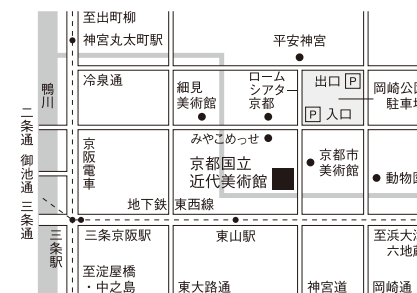 至出町柳
神宮丸太町駅
平安神宮
冷泉通
細見
美術館
ローム
シアター
京都
出口 P
P 入口
岡崎公
駐車
鴨川
みやこめっせ
京都国立
近代美術館
京都市
美術館
動物
京阪電車
二条通
御池通
三条通
地下鉄 東西線
三条京阪駅
東山駅
至浜大
六地
三条駅
至淀屋橋
・中之島
東大路通
神宮道
岡崎通